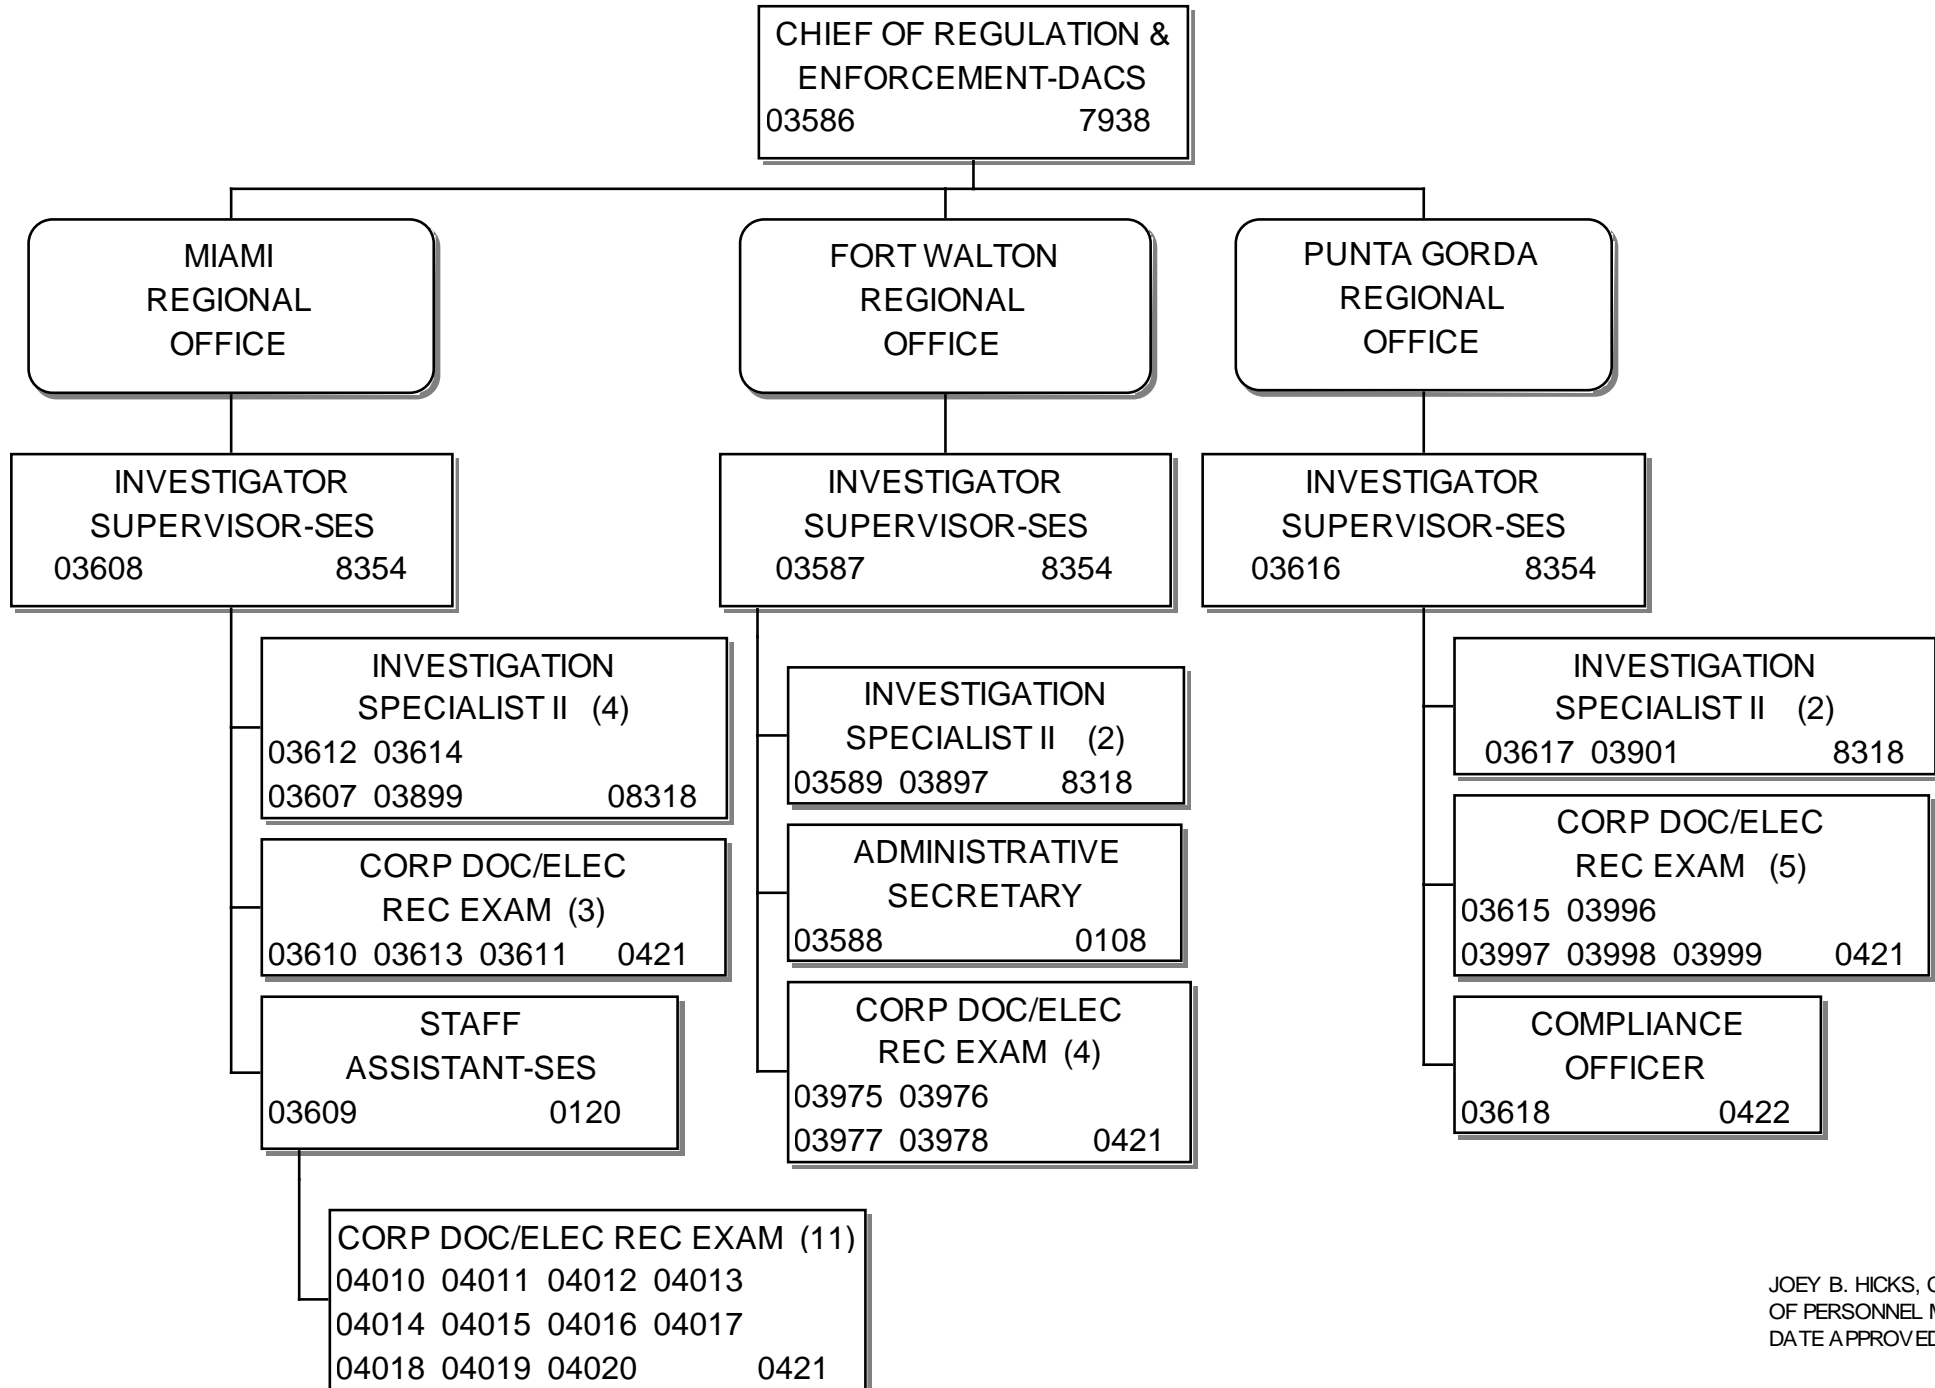 CHIEF OF REGULATION &
ENFORCEMENT-DACS
03586 7938
MIAMI
REGIONAL
OFFICE
FORT WALTON
REGIONAL
OFFICE
PUNTA GORDA
REGIONAL
OFFICE
INVESTIGATOR
SUPERVISOR-SES
03608 8354
INVESTIGATOR
SUPERVISOR-SES
03587 8354
INVESTIGATOR
SUPERVISOR-SES
03616 8354
INVESTIGATION
SPECIALIST II (4)
03612 03614
03607 03899 08318
CORP DOC/ELEC
REC EXAM (3)
03610 03613 03611 0421
STAFF
ASSISTANT-SES
03609 0120
CORP DOC/ELEC REC EXAM (11)
04010 04011 04012 04013
04014 04015 04016 04017
04018 04019 04020 0421
INVESTIGATION
SPECIALIST II (2)
03589 03897 8318
ADMINISTRATIVE
SECRETARY
03588 0108
CORP DOC/ELEC
REC EXAM (4)
03975 03976
03977 03978 0421
INVESTIGATION
SPECIALIST II (2)
03617 03901 8318
CORP DOC/ELEC
REC EXAM (5)
03615 03996
03997 03998 03999 0421
COMPLIANCE
OFFICER
03618 0422
JOEY B. HICKS,
OF PERSONNEL
DATE APPROVED